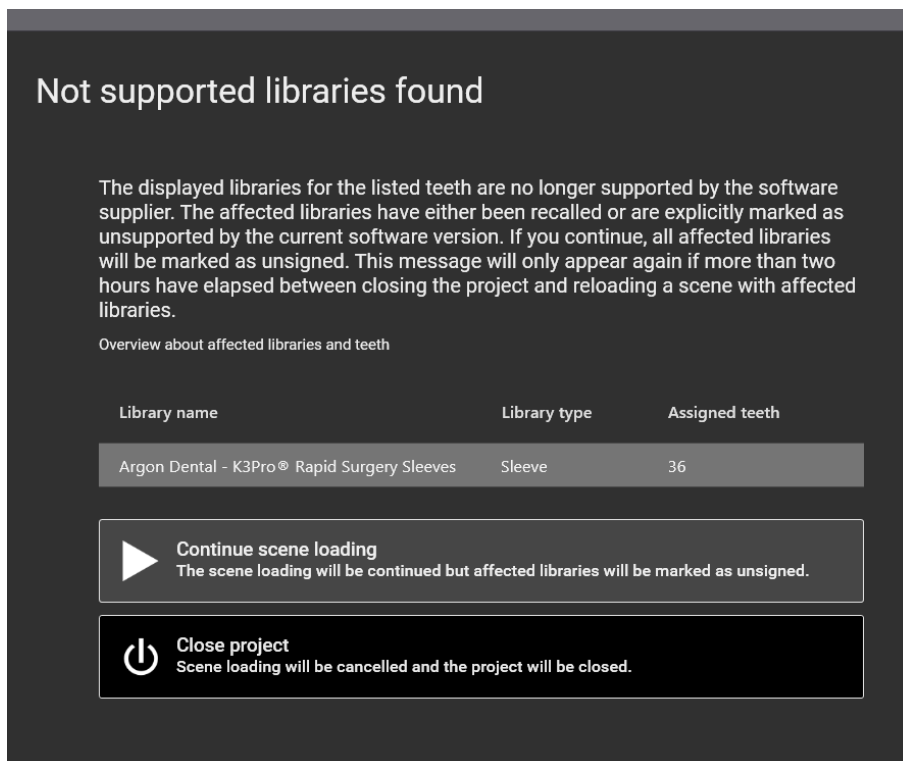 Not supported libraries found
The displayed libraries for the listed teeth are no longer supported by the software
supplier. The affected libraries have either been recalled or are explicitly marked as
unsupported by the current software version. If you continue, all affected libraries
will be marked as unsigned. This message will only appear again if more than two
hours have elapsed between closing the project and reloading a scene with affected
libraries.
Overview about affected libraries and teeth
Library name Library type Assigned teeth
Argon Dental - K3Pro® Rapid Surgery Sleeves Sleeve 36
Continue scene loading
The scene loading will be continued but affected libraries will be marked as unsigned.
Close project
Scene loading will be cancelled and the project will be closed.